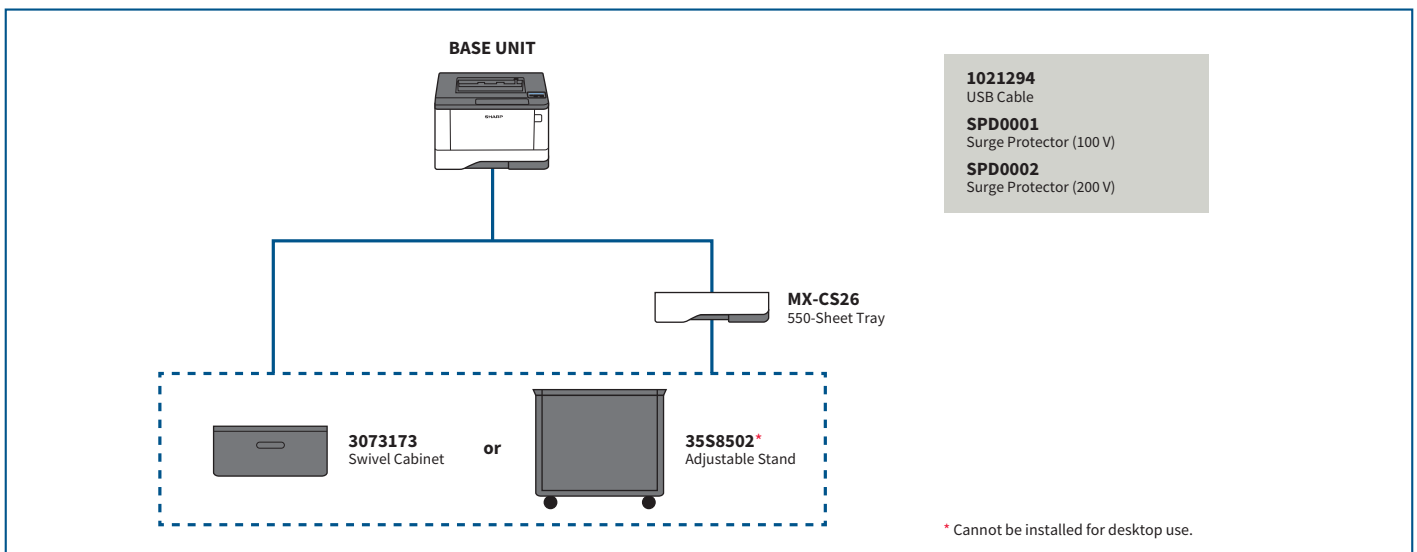 BASE UNIT
SHARP
1021294
USB Cable
SPD0001
Surge Protector (100 V)
SPD0002
Surge Protector (200 V)
MX-CS26
550-Sheet Tray
3073173
Swivel Cabinet
or
35S8502*
Adjustable Stand
* Cannot be installed for desktop use.